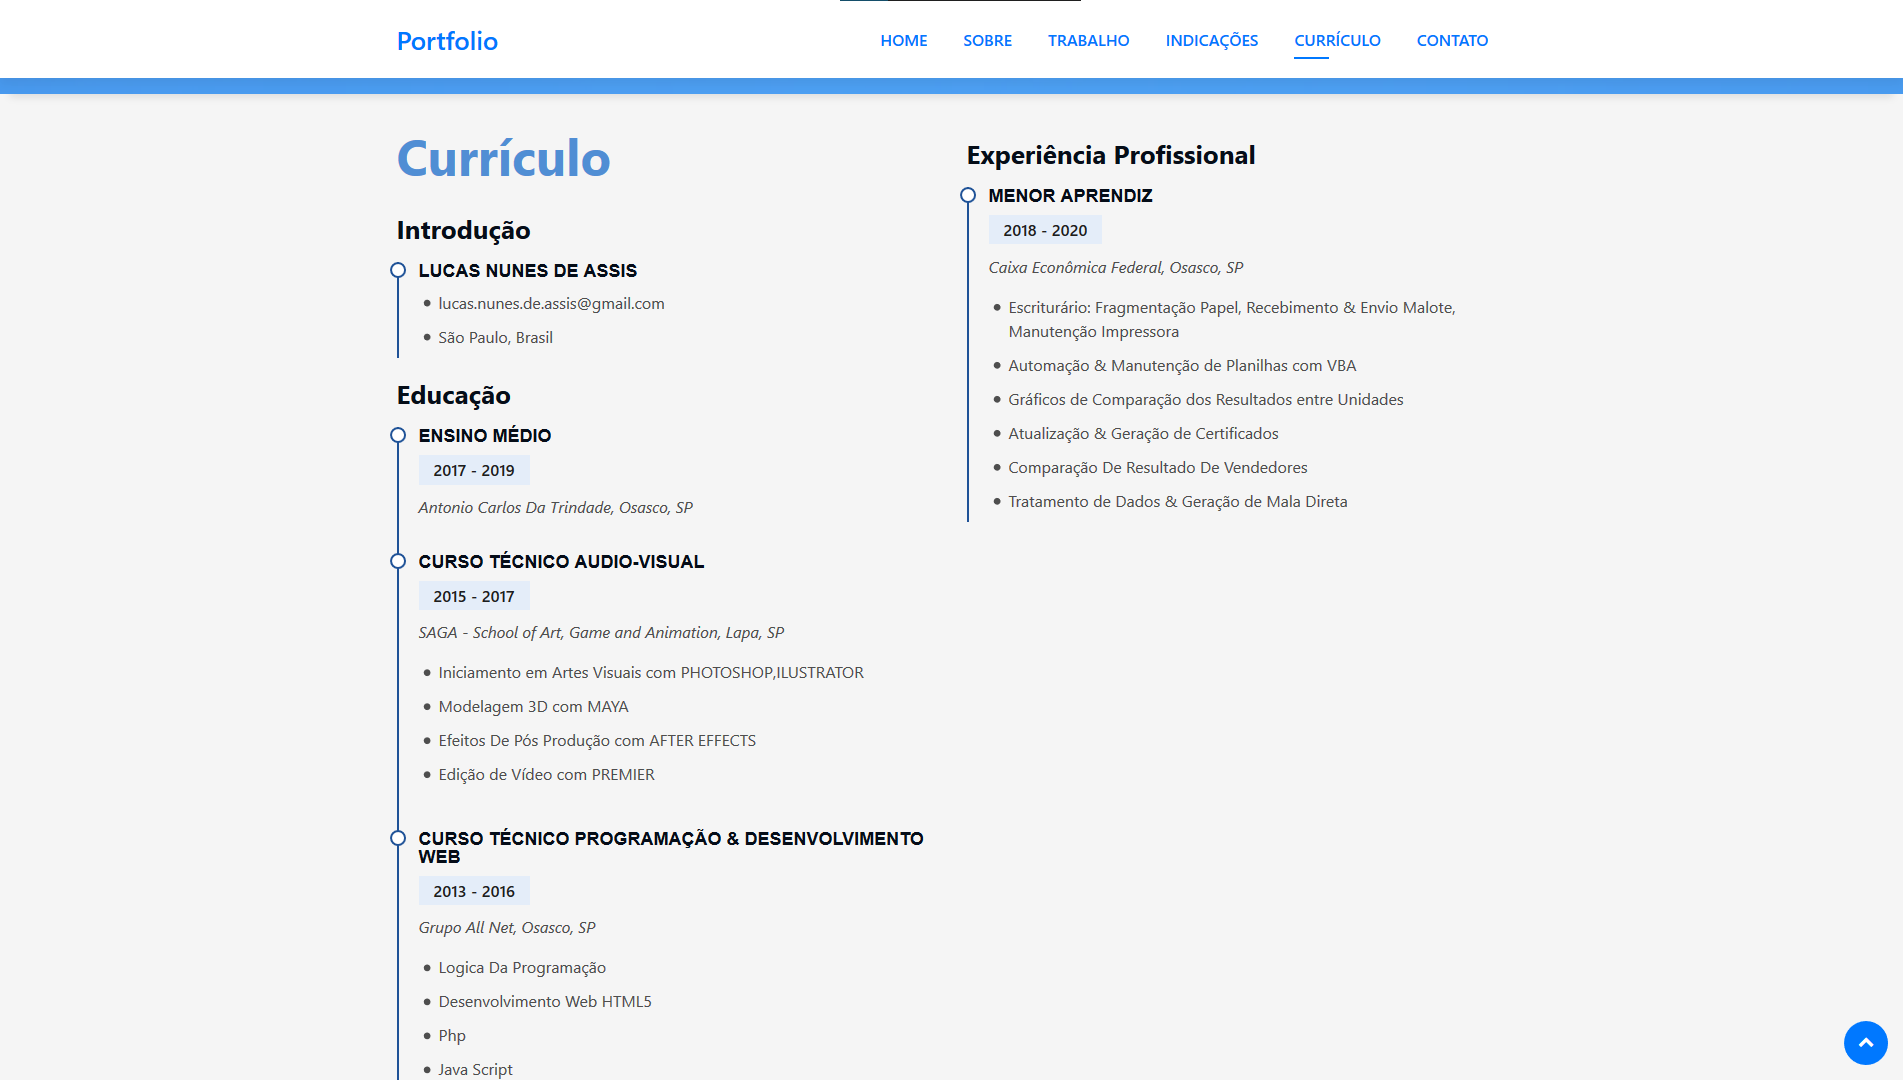 Portfolio
HOME SOBRE TRABALHO INDICAÇÕES CURRÍCULO CONTATO
Currículo
Introdução
LUCAS NUNES DE ASSIS
lucas.nunes.de.assis@gmail.com
São Paulo, Brasil
Educação
ENSINO MÉDIO
2017 - 2019
Antonio Carlos Da Trindade, Osasco, SP
CURSO TÉCNICO AUDIO-VISUAL
2015 - 2017
SAGA - School of Art, Game and Animation, Lapa, SP
Iniciamento em Artes Visuais com PHOTOSHOP,ILUSTRATOR
Modelagem 3D com MAYA
Efeitos De Pós Produção com AFTER EFFECTS
Edição de Vídeo com PREMIER
CURSO TÉCNICO PROGRAMAÇÃO & DESENVOLVIMENTO
WEB
2013 - 2016
Grupo All Net, Osasco, SP
Logica Da Programação
Desenvolvimento Web HTML5
Php
Java Script
Experiência Profissional
MENOR APRENDIZ
2018 - 2020
Caixa Econômica Federal, Osasco, SP
Escriturário: Fragmentação Papel, Recebimento & Envio Malote,
Manutenção Impressora
Automação & Manutenção de Planilhas com VBA
Gráficos de Comparação dos Resultados entre Unidades
Atualização & Geração de Certificados
Comparação De Resultado De Vendedores
Tratamento de Dados & Geração de Mala Direta